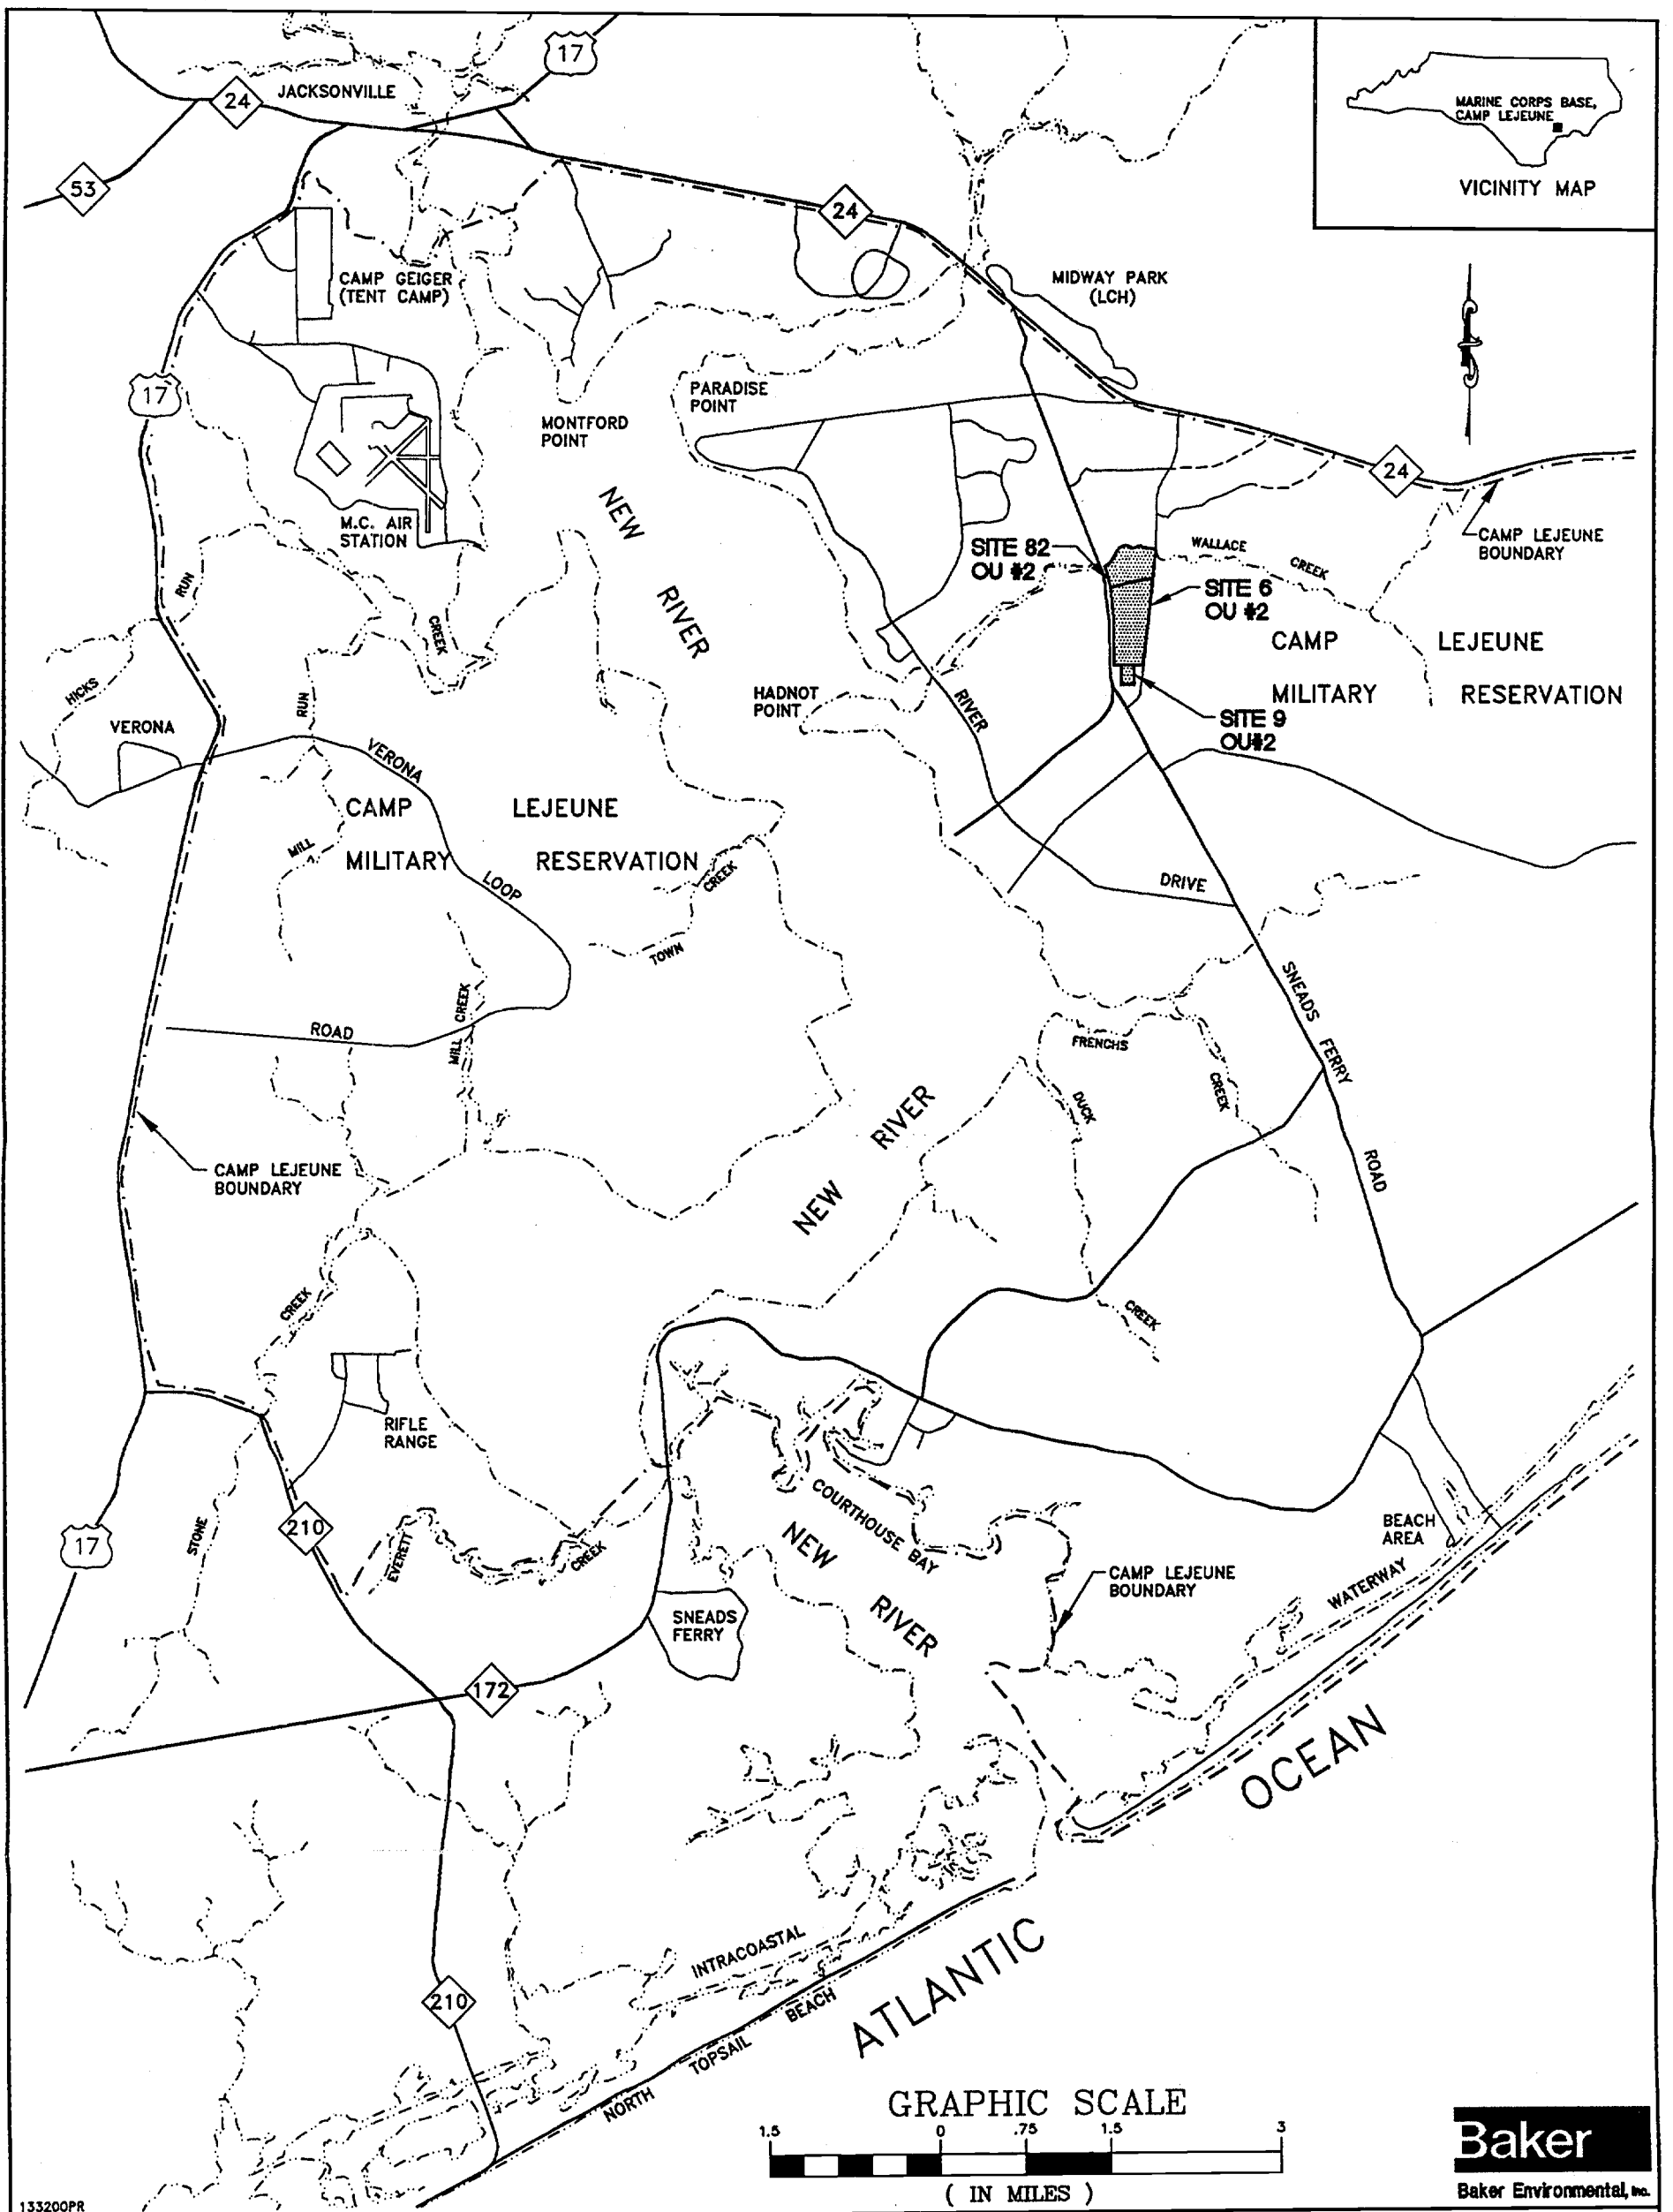 17
JACKSONVILLE
24
53
MARINE CORPS BASE,
CAMP LEJEUNE
VICINITY MAP
24
CAMP GEIGER
(TENT CAMP)
MIDWAY PARK
(LCH)
17
PARADISE
POINT
MONTFORD
POINT
24
M.C. AIR
STATION
NEW
RIVER
CAMP LEJEUNE
BOUNDARY
SITE 82
OU #2
WALLACE
CREEK
SITE 6
OU #2
RUN
CREEK
HICKS
RUN
CAMP LEJEUNE
MILITARY RESERVATION
HADNOT
POINT
RIVER
SITE 9
OU#2
VERONA
VERONA
CAMP LEJEUNE
MILITARY RESERVATION
MILL
LOOP
CREEK
TOWN
DRIVE
SNEADS
FERRY
ROAD
CREEK
MILL
ROAD
FRENCHS
CREEK
DUCK
CREEK
NEW
RIVER
CAMP LEJEUNE
BOUNDARY
CREEK
RIFLE
RANGE
STONE
210
17
EVERETT
CREEK
COURTHOUSE BAY
NEW
RIVER
BEACH
AREA
WATERWAY
CAMP LEJEUNE
BOUNDARY
SNEADS
FERRY
172
OCEAN
INTRACOASTAL
ATLANTIC
210
NORTH TOPSAIL BEACH
GRAPHIC SCALE
1.5 0 .75 1.5 3
( IN MILES )
Baker
Baker Environmental, Inc.
133200PR